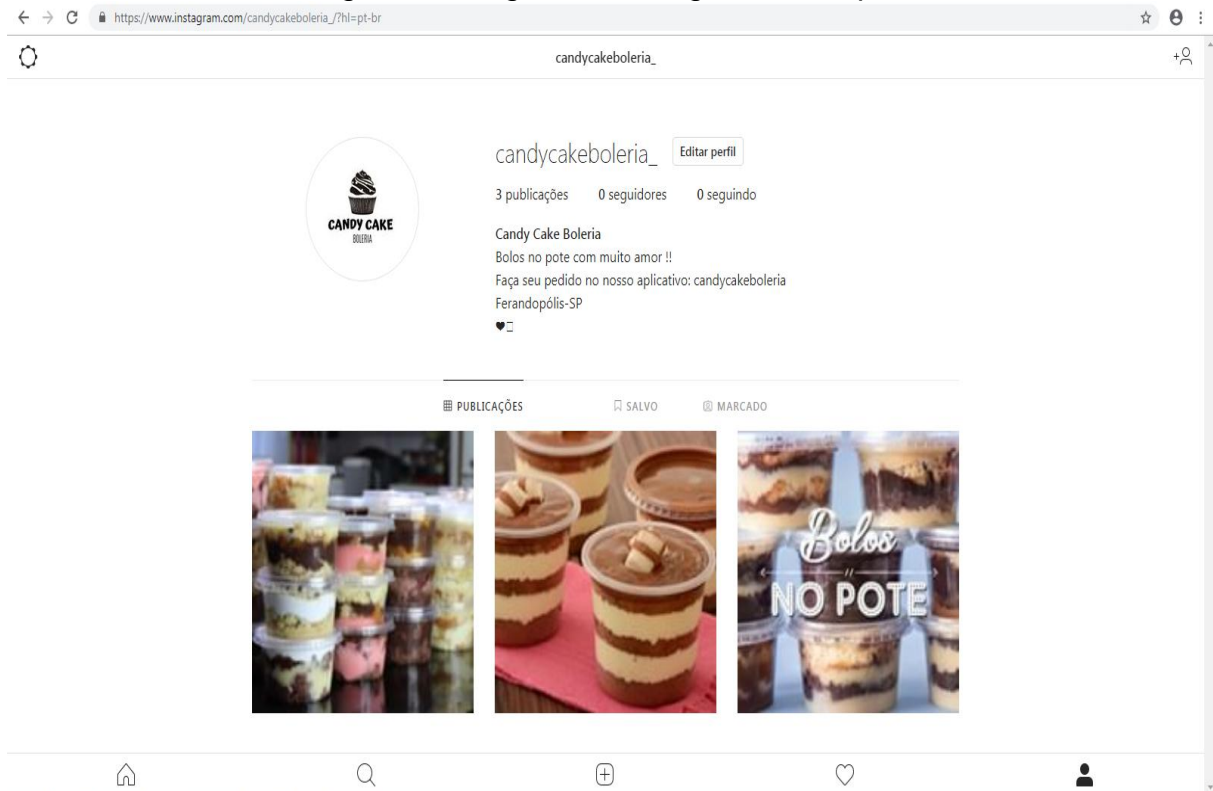 https://www.instagram.com/candycakeboleria_/?hl=pt-br
candycakeboleria_
candycakeboleria_ Editar perfil
3 publicações 0 seguidores 0 seguindo
CANDY CAKE
BOLERIA
Candy Cake Boleria
Bolos no pote com muito amor !!
Faça seu pedido no nosso aplicativo: candycakeboleria
Ferandopólis-SP
PUBLICAÇÕES SALVO MARCADO
Bolos
NO POTE